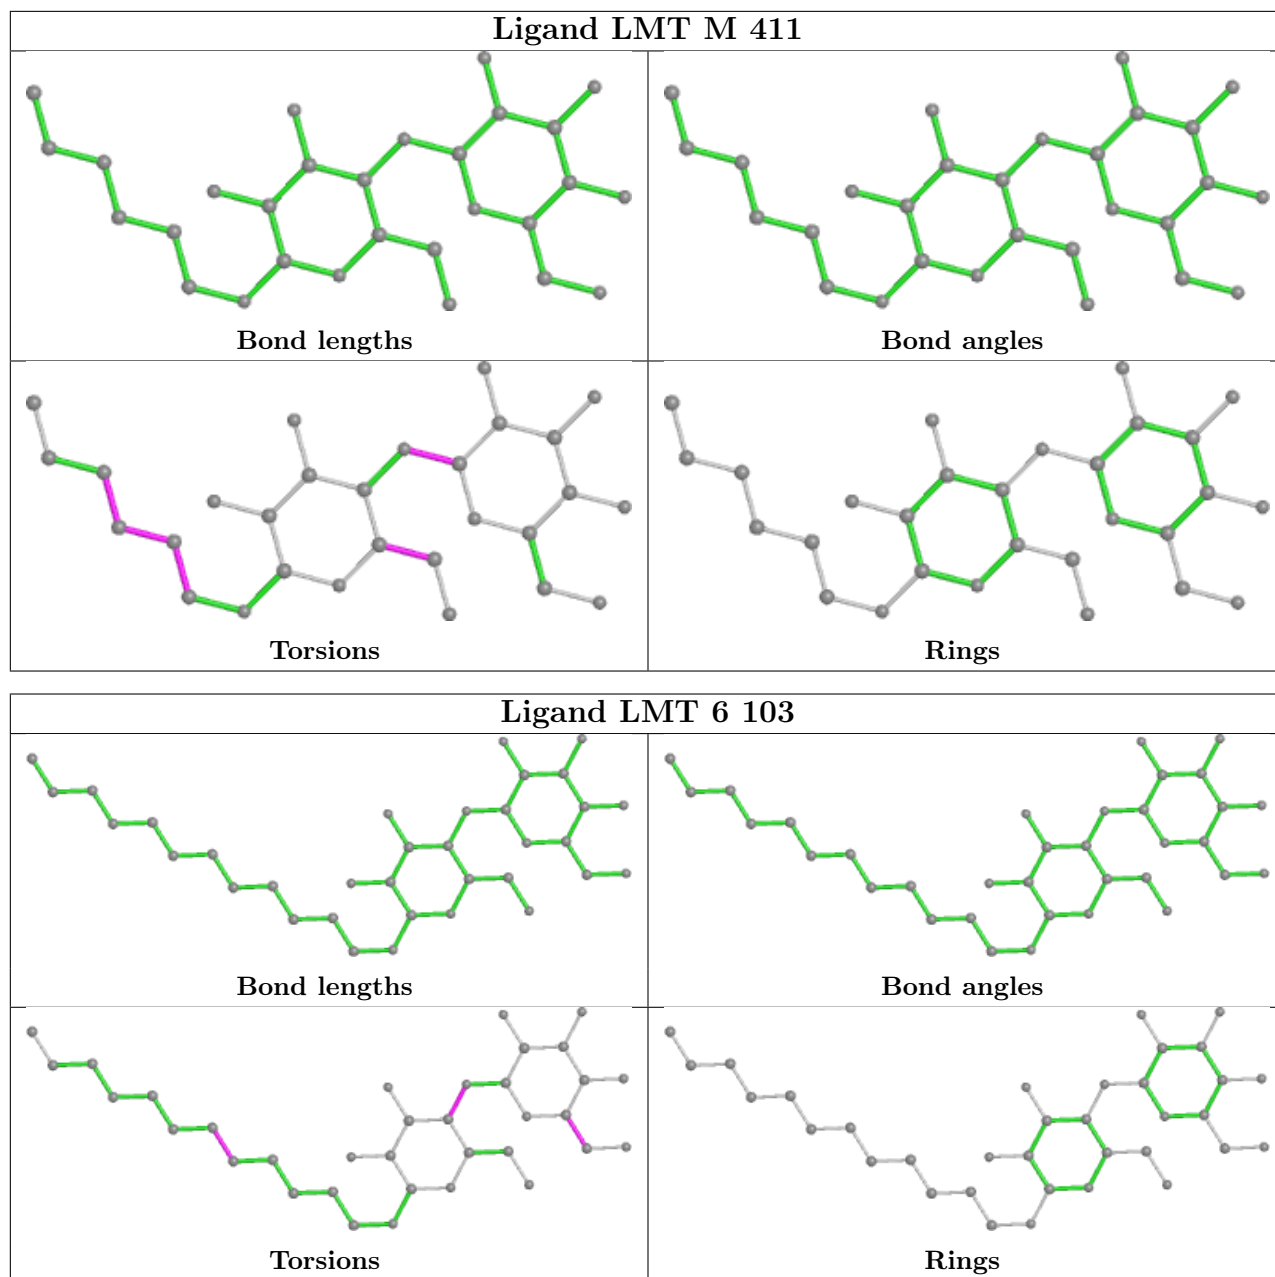 Ligand LMT M 411
Bond lengths
Bond angles
Torsions
Rings
Ligand LMT 6 103
Bond lengths
Bond angles
Torsions
Rings